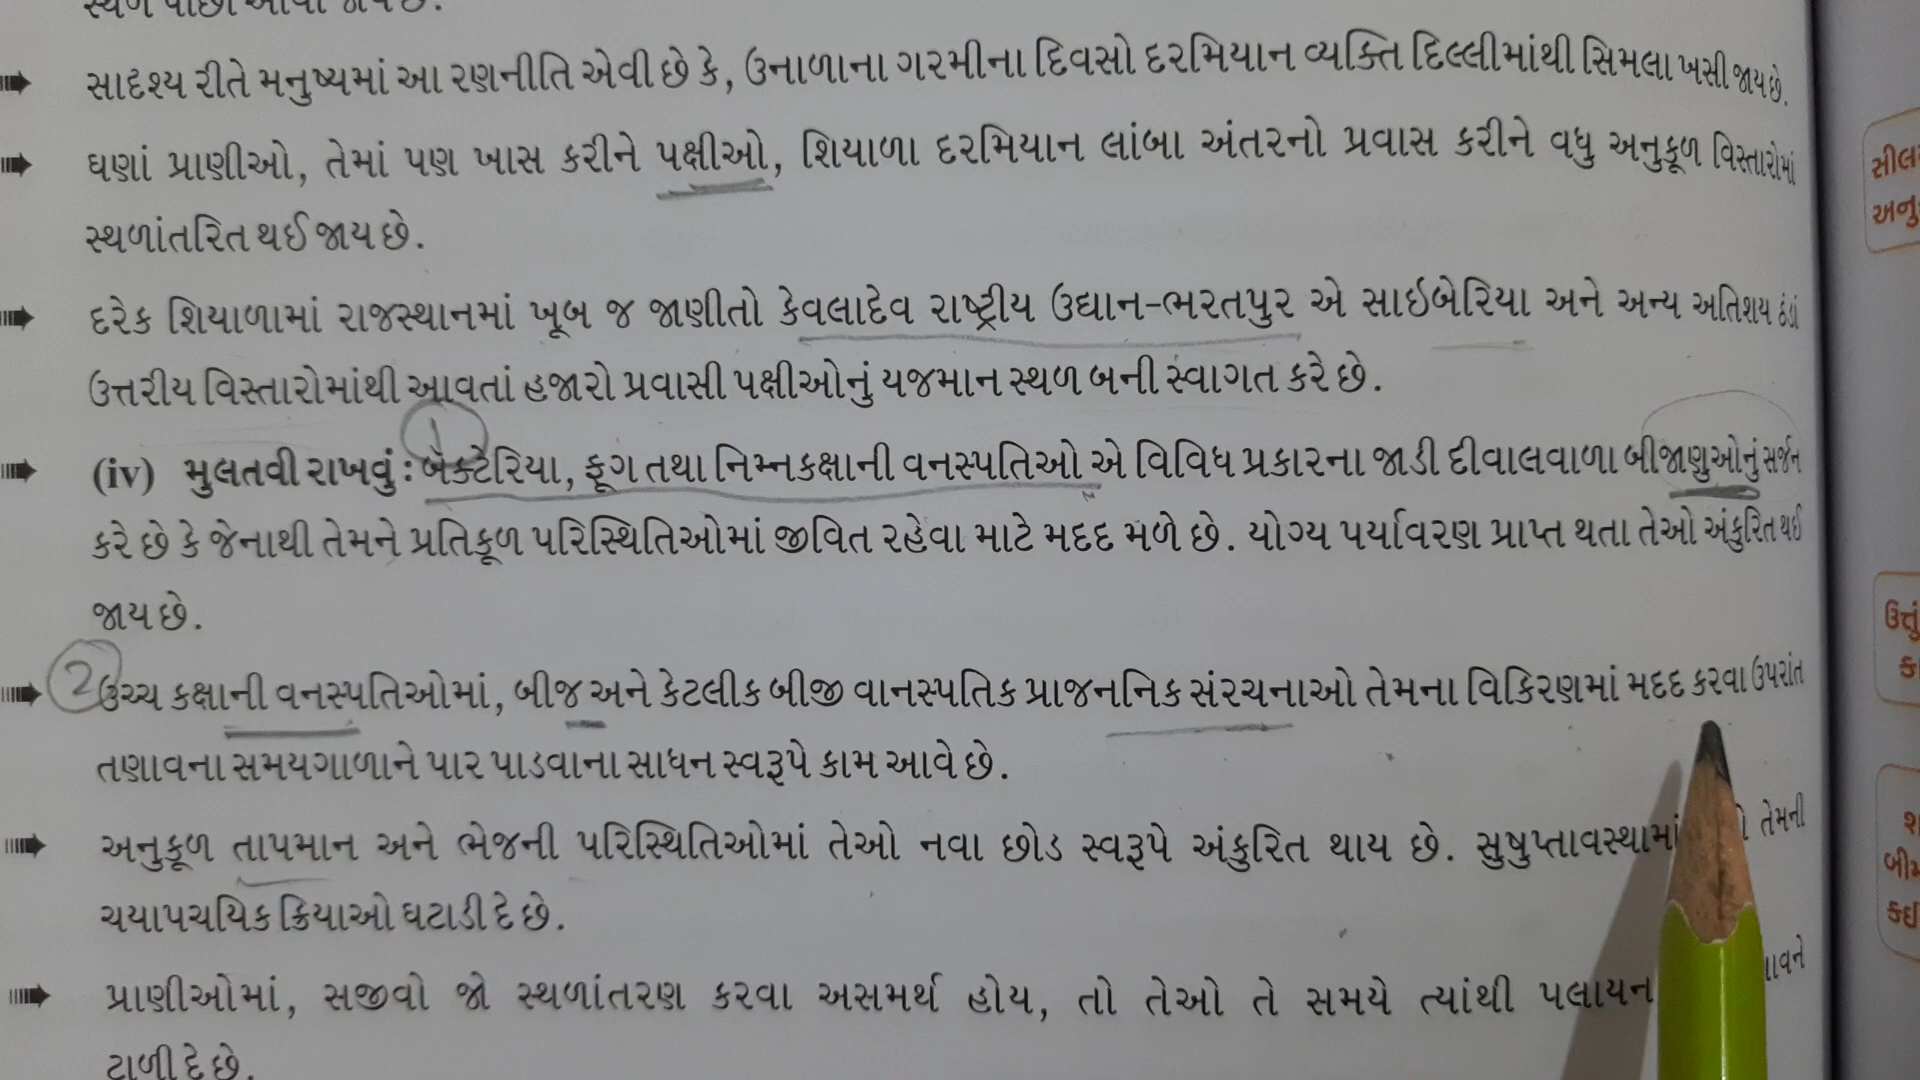 સાદૃશ્ય રીતે મનુષ્યમાં આ રણનીતિ એવી છે કે, ઉનાળાના ગરમીના દિવસો દરમિયાન વ્યક્તિ દિલ્લીમાંથી સિમલા ખસી જાય છે.
ઘણાં પ્રાણીઓ, તેમાં પણ ખાસ કરીને પક્ષીઓ, શિયાળા દરમિયાન લાંબા અંતરનો પ્રવાસ કરીને વધુ અનુકૂળ વિસ્તારોમાં
સ્થળાંતરિત થઈ જાય છે.
દરેક શિયાળામાં રાજસ્થાનમાં ખૂબ જ જાણીતો કેવલાદેવ રાષ્ટ્રીય ઉદ્યાન-ભરતપુર એ સાઇબેરિયા અને અન્ય અતિશય ઠંડાં
ઉત્તરીય વિસ્તારોમાંથી આવતાં હજારો પ્રવાસી પક્ષીઓનું યજમાન સ્થળ બની સ્વાગત કરે છે.
1
(iv) મુલતવી રાખવું : બૅક્ટેરિયા, ફૂગ તથા નિમ્નકક્ષાની વનસ્પતિઓ એ વિવિધ પ્રકારના જાડી દીવાલવાળા બીજાણુઓનું સર્જન
કરે છે કે જેનાથી તેમને પ્રતિકૂળ પરિસ્થિતિઓમાં જીવિત રહેવા માટે મદદ મળે છે. યોગ્ય પર્યાવરણ પ્રાપ્ત થતા તેઓ અંકુરિત થઈ
જાય છે.
2 ઉચ્ચ કક્ષાની વનસ્પતિઓમાં, બીજ અને કેટલીક બીજી વાનસ્પતિક પ્રાજનનિક સંરચનાઓ તેમના વિકિરણમાં મદદ કરવા ઉપરાંત
તણાવના સમયગાળાને પાર પાડવાના સાધન સ્વરૂપે કામ આવે છે.
અનુકૂળ તાપમાન અને ભેજની પરિસ્થિતિઓમાં તેઓ નવા છોડ સ્વરૂપે અંકુરિત થાય છે. સુષુપ્તાવસ્થામાં તેમની
ચયાપચયિક ક્રિયાઓ ઘટાડી દે છે.
પ્રાણીઓમાં, સજીવો જો સ્થળાંતરણ કરવા અસમર્થ હોય, તો તેઓ તે સમયે ત્યાંથી પલાયન
ટાળી દે છે.